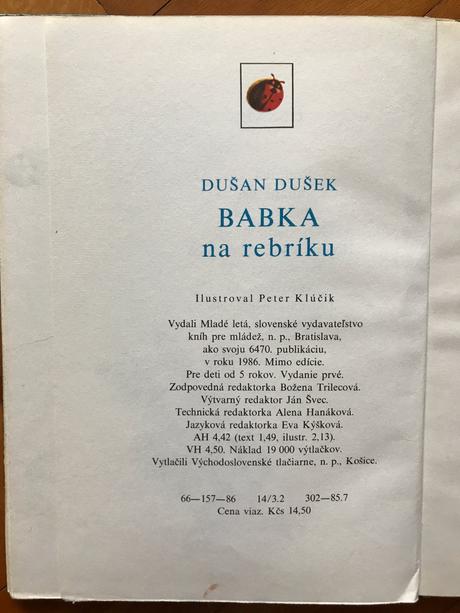 DUŠAN DUŠEK
BABKA
na rebríku
Ilustroval Peter Kľúčik
Vydali Mladé letá, slovenské vydavateľstvo
kníh pre mládež, n. p., Bratislava,
ako svoju 6470. publikáciu,
v roku 1986. Mimo edície.
Pre deti od 5 rokov. Vydanie prvé.
Zodpovedná redaktorka Božena Trilecová.
Výtvarný redaktor Ján Švec.
Technická redaktorka Alena Hanáková.
Jazyková redaktorka Eva Kýšková.
AH 4,42 (text 1,49, ilustr. 2,13).
VH 4,50. Náklad 19 000 výtlačkov.
Vytlačili Východoslovenské tlačiarne, n. p., Košice.
66—157—86 14/3.2 302—85.7
Cena viaz. Kčs 14,50